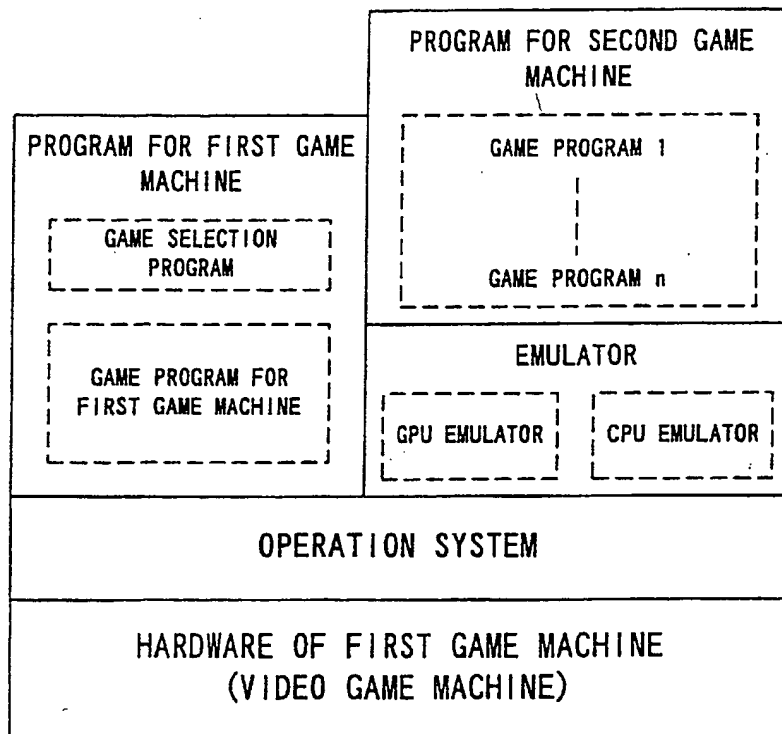 PROGRAM FOR SECOND GAME
MACHINE
GAME PROGRAM 1
GAME PROGRAM n
PROGRAM FOR FIRST GAME
MACHINE
GAME SELECTION
PROGRAM
GAME PROGRAM FOR
FIRST GAME MACHINE
EMULATOR
GPU EMULATOR
CPU EMULATOR
OPERATION SYSTEM
HARDWARE OF FIRST GAME MACHINE
(VIDEO GAME MACHINE)